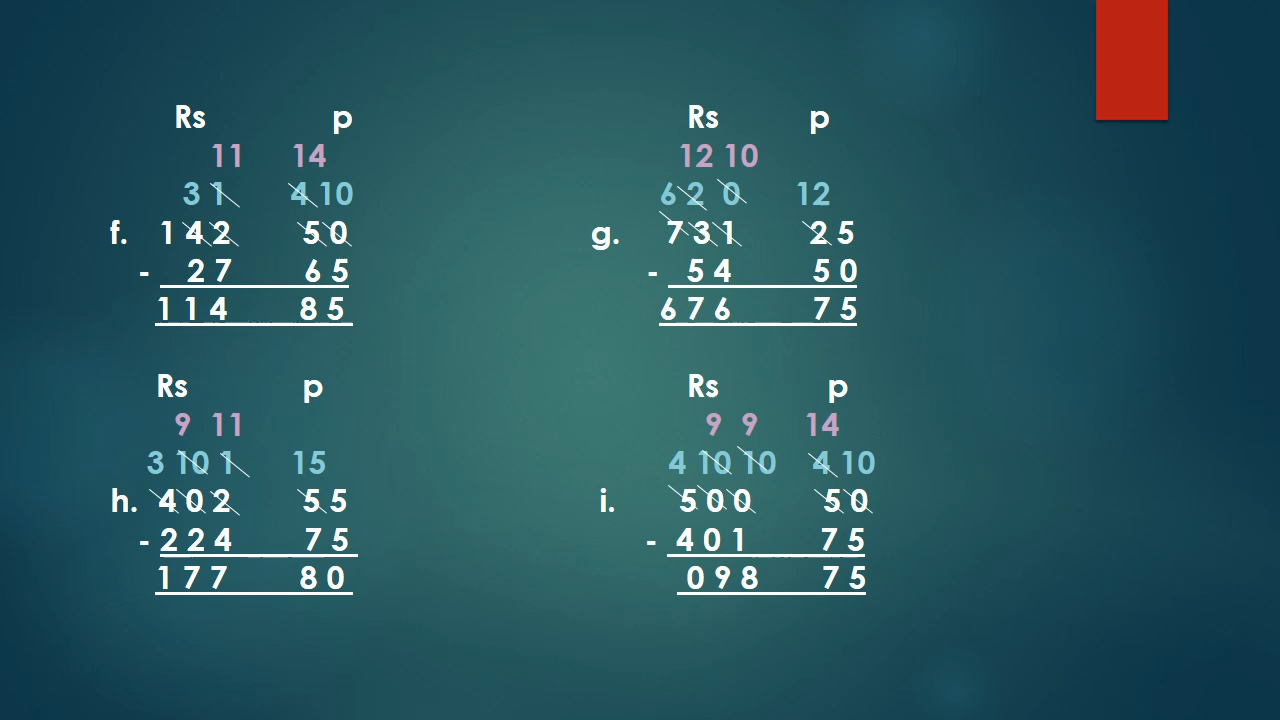 Rs p
11 14
3 1 4 10
f. 1 4 2 5 0
- 2 7 6 5
1 1 4 8 5
Rs p
12 10
6 2 0 12
g. 7 3 1 2 5
- 5 4 5 0
6 7 6 7 5
Rs p
9 11
3 10 1 15
h. 4 0 2 5 5
- 2 2 4 7 5
1 7 7 8 0
Rs p
9 9 14
4 10 10 4 10
i. 5 0 0 5 0
- 4 0 1 7 5
0 9 8 7 5